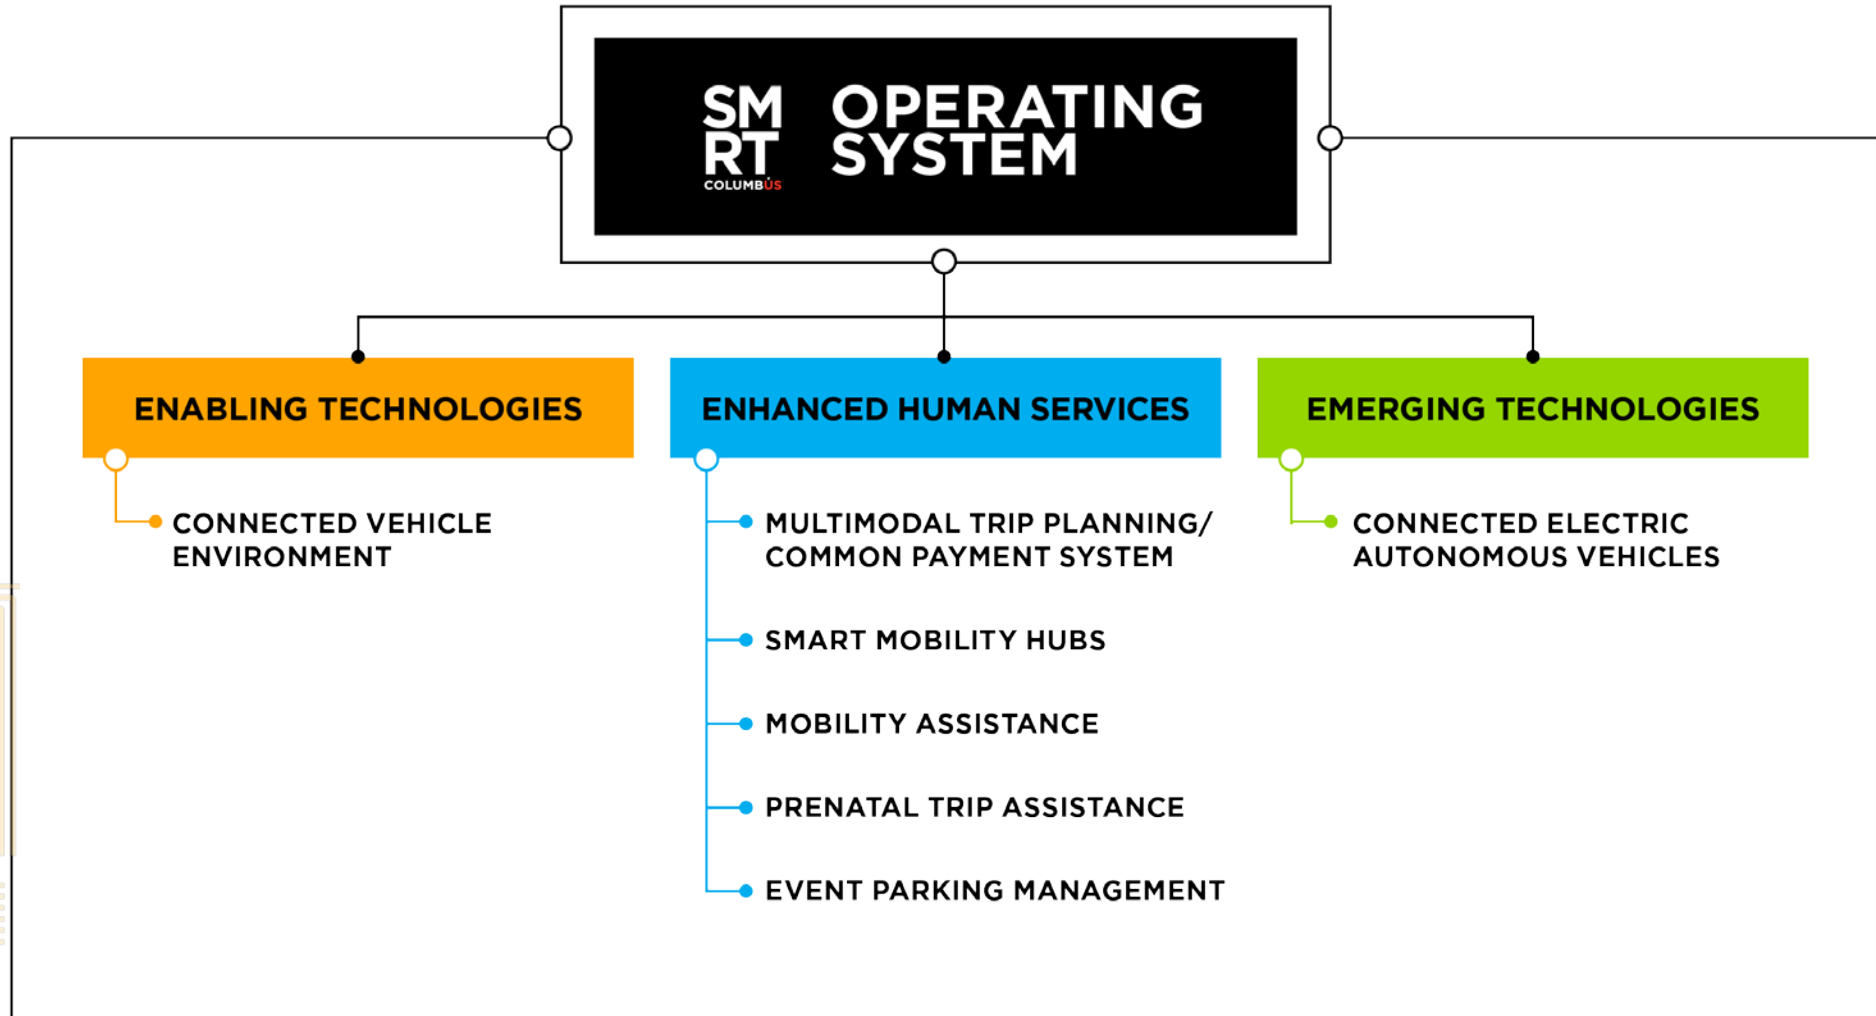 SM
RT
COLUMBUS
OPERATING
SYSTEM
ENABLING TECHNOLOGIES
CONNECTED VEHICLE
ENVIRONMENT
ENHANCED HUMAN SERVICES
MULTIMODAL TRIP PLANNING/
COMMON PAYMENT SYSTEM
SMART MOBILITY HUBS
MOBILITY ASSISTANCE
PRENATAL TRIP ASSISTANCE
EVENT PARKING MANAGEMENT
EMERGING TECHNOLOGIES
CONNECTED ELECTRIC
AUTONOMOUS VEHICLES